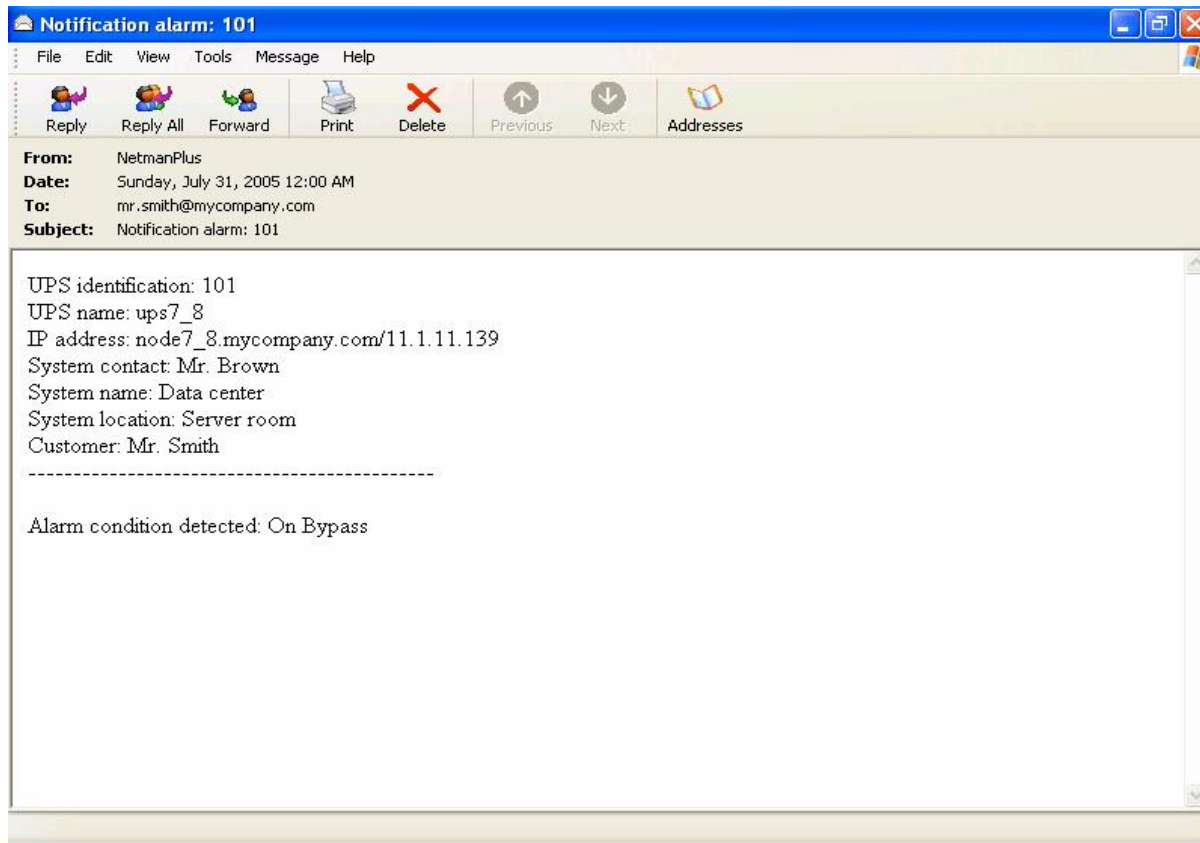 Notification alarm: 101
File Edit View Tools Message Help
Reply Reply All Forward Print Delete Previous Next Addresses
From: NetmanPlus
Date: Sunday, July 31, 2005 12:00 AM
To: mr.smith@mycompany.com
Subject: Notification alarm: 101
UPS identification: 101
UPS name: ups7_8
IP address: node7_8.mycompany.com/11.1.11.139
System contact: Mr. Brown
System name: Data center
System location: Server room
Customer: Mr. Smith
---------------------------------------------
Alarm condition detected: On Bypass